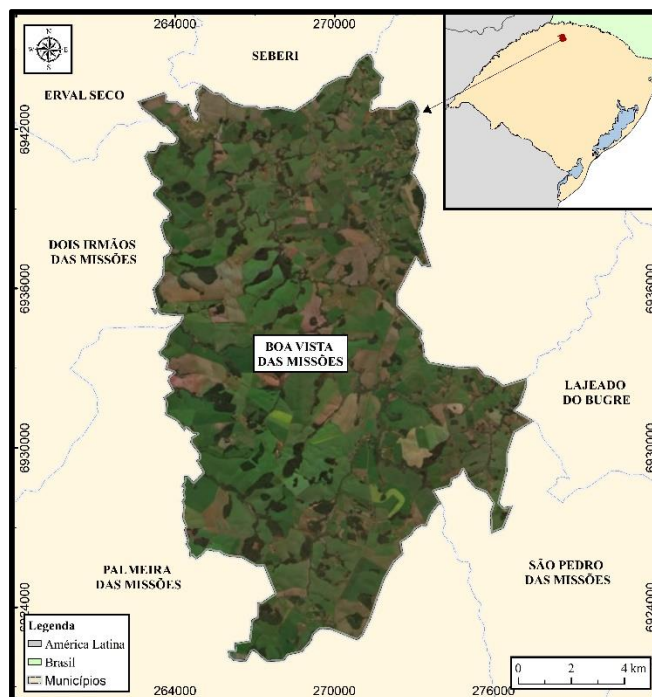 264000
270000
N
W
E
S
SEBERI
ERVAL SECO
6942000
DOIS IRMÃOS
DAS MISSÕES
6936000
6936000
BOA VISTA
DAS MISSÕES
LAJEADO
DO BUGRE
6930000
6930000
PALMEIRA
DAS MISSÕES
SÃO PEDRO
DAS MISSÕES
6924000
6924000
Legenda
América Latina
Brasil
Municípios
0 2 4 km
264000
270000
276000